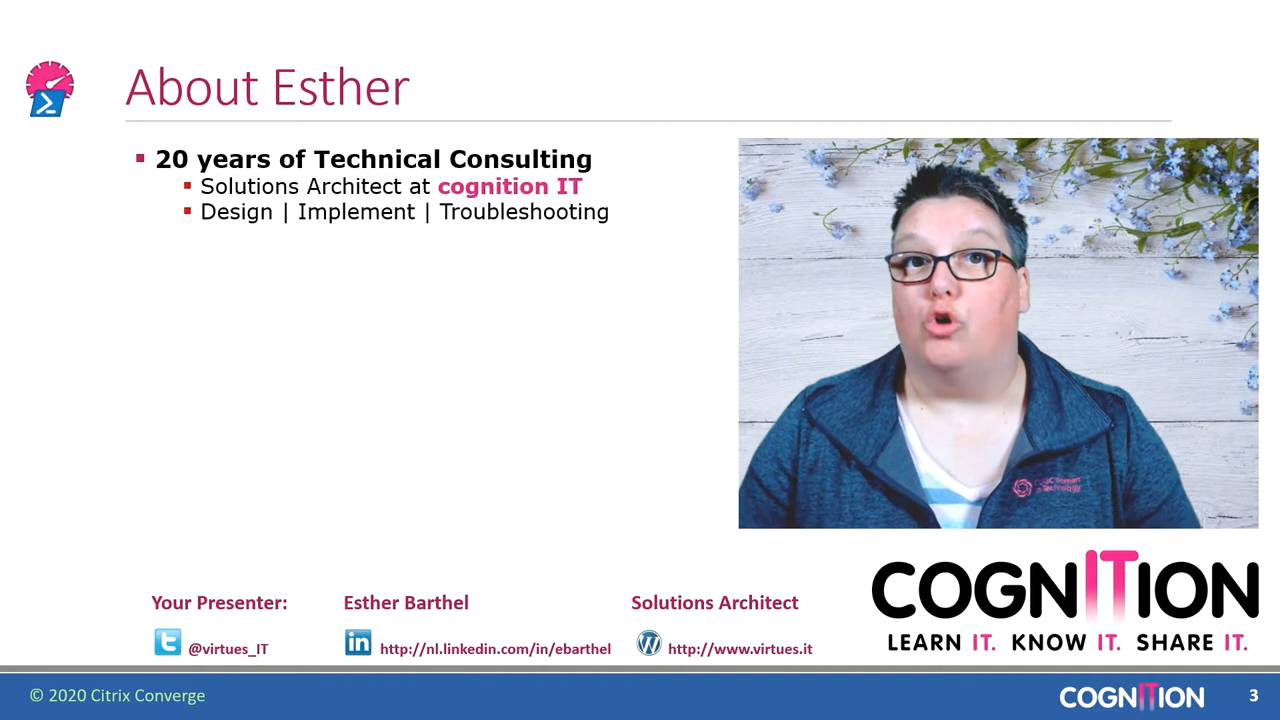 About Esther
20 years of Technical Consulting
Solutions Architect at cognition IT
Design | Implement | Troubleshooting
Your Presenter: Esther Barthel Solutions Architect
@virtues_IT http://nl.linkedin.com/in/ebarthel http://www.virtues.it
COGNITION
LEARN IT. KNOW IT. SHARE IT.
© 2020 Citrix Converge COGNITION 3